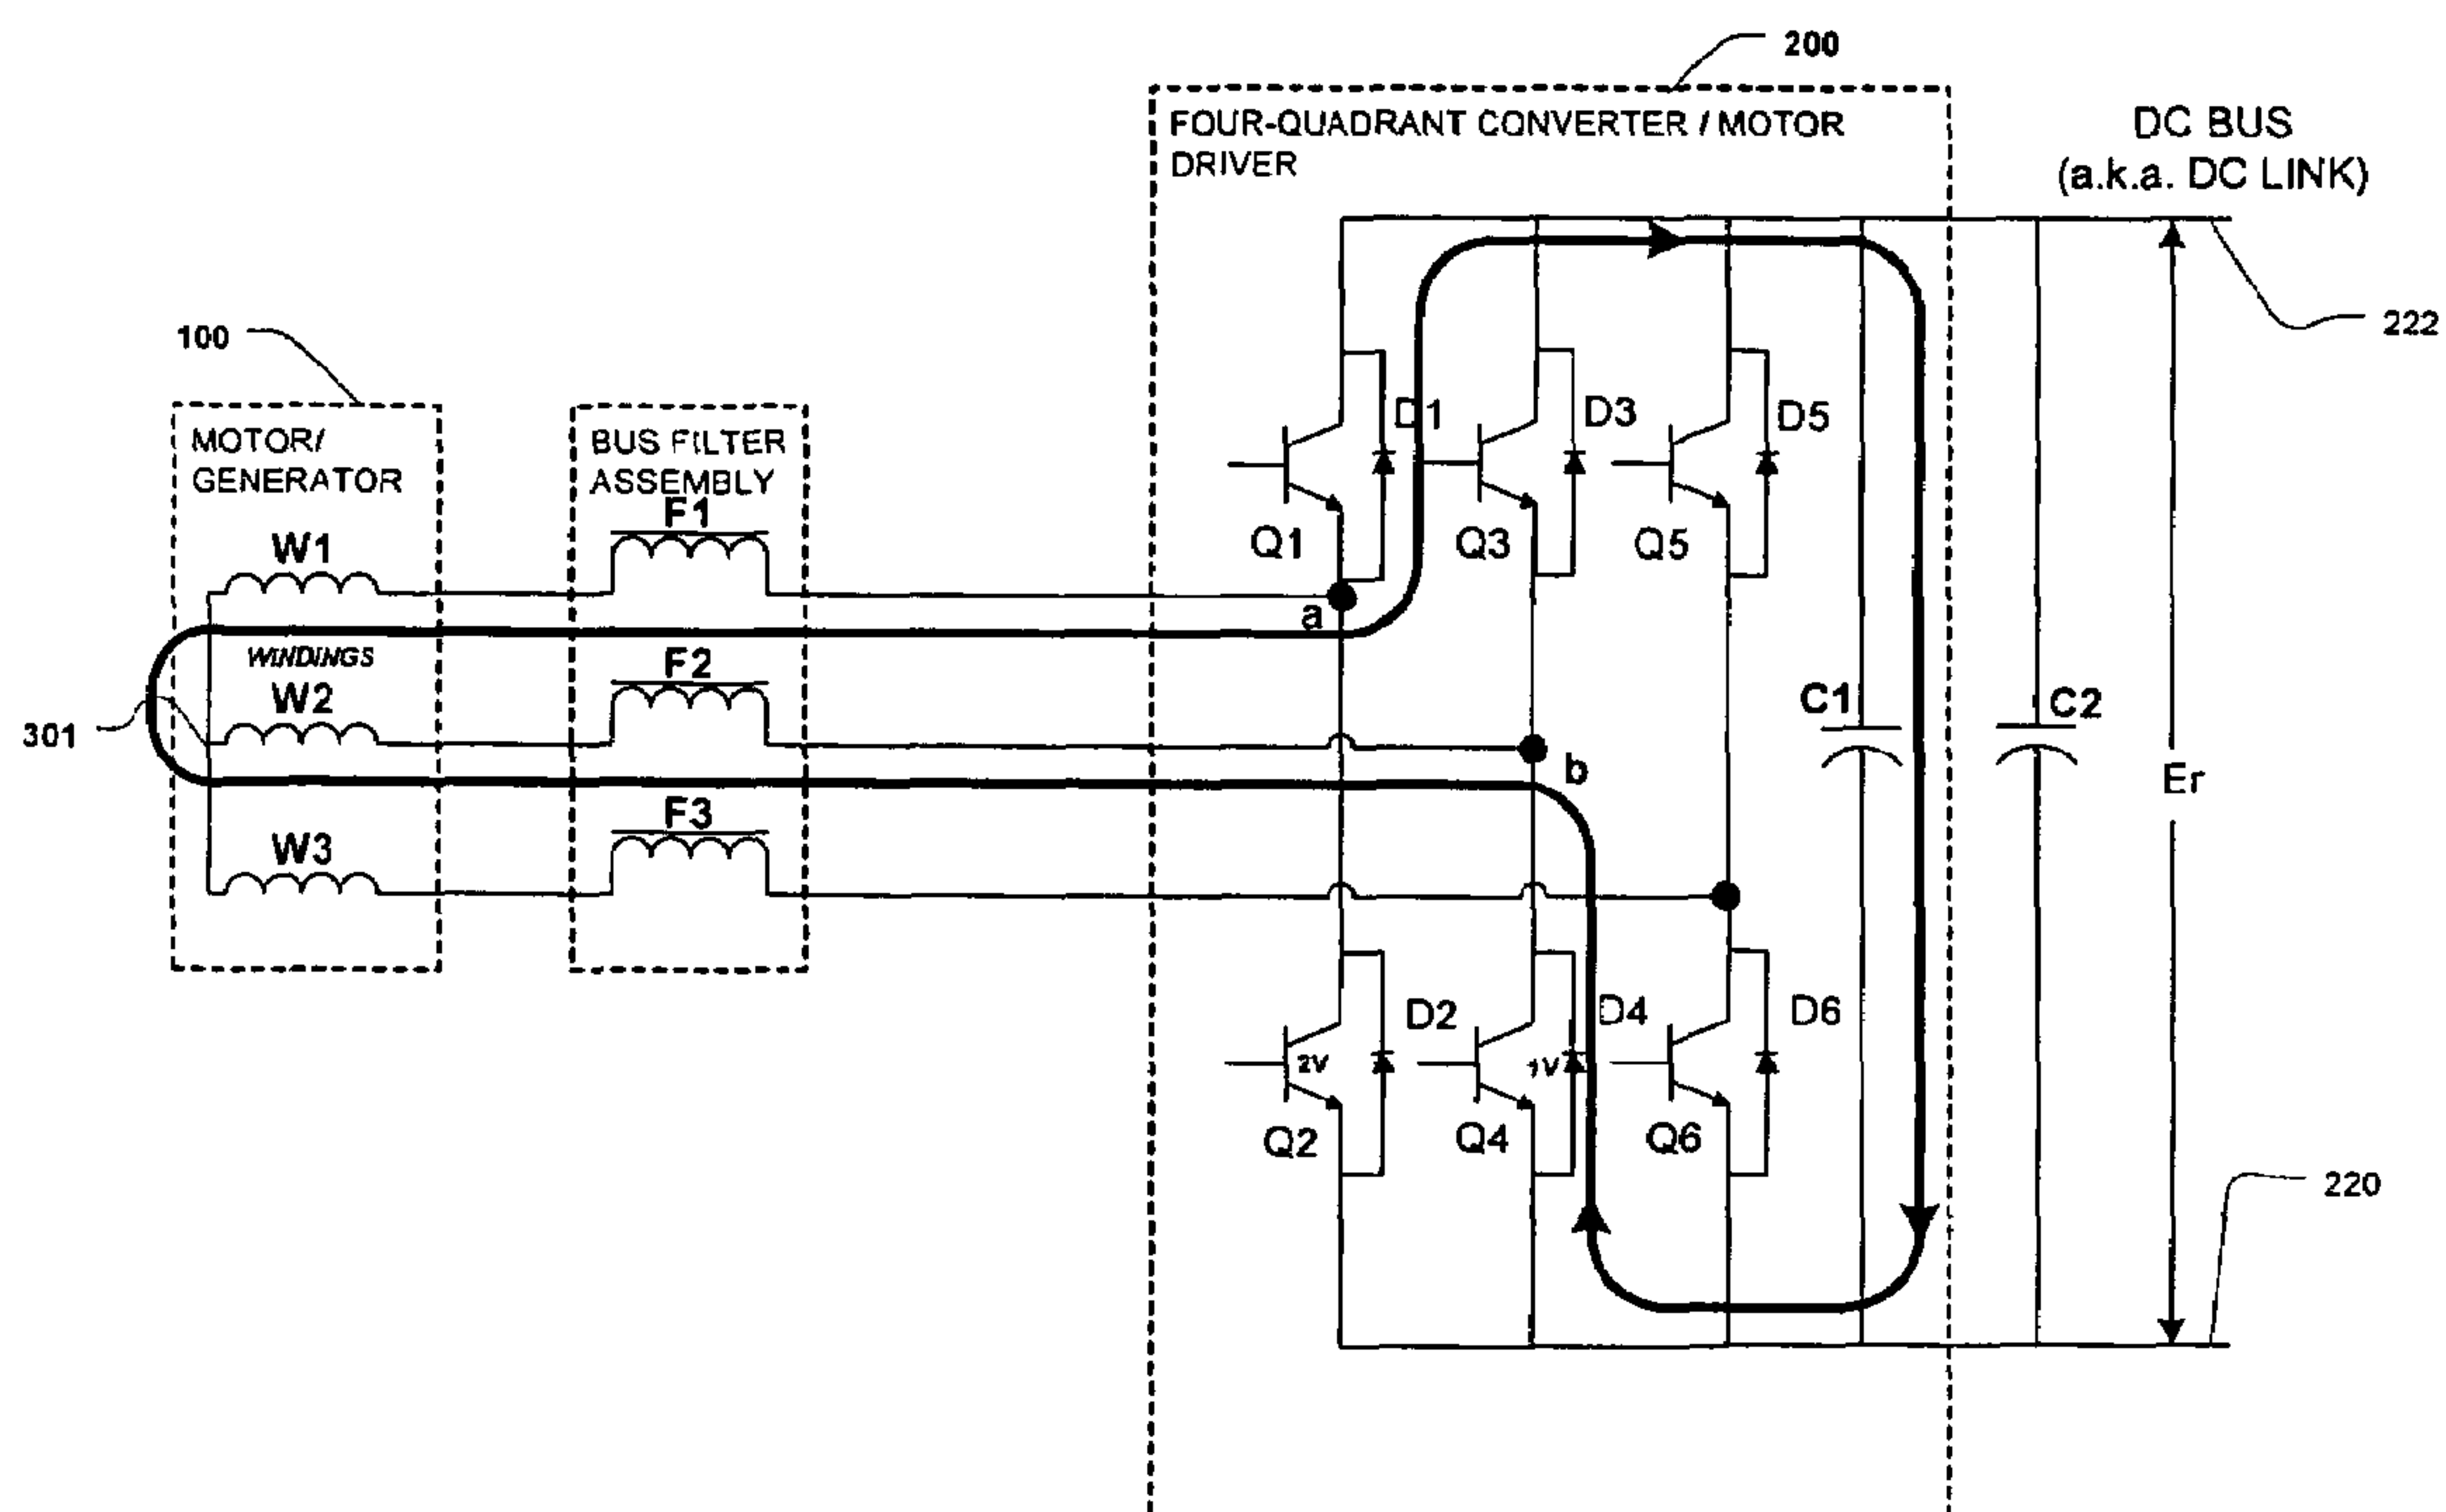 200
FOUR-QUADRANT CONVERTER / MOTOR
DRIVER
DC BUS
(a.k.a. DC LINK)
222
100
MOTOR/
GENERATOR
BUS FILTER
ASSEMBLY
D1
D3
D5
F1
Q1
Q3
Q5
W1
a
WINDINGS
F2
W2
301
b
C1
C2
Er
F3
W3
D2
D4
D6
2V
1V
Q2
Q4
Q6
220